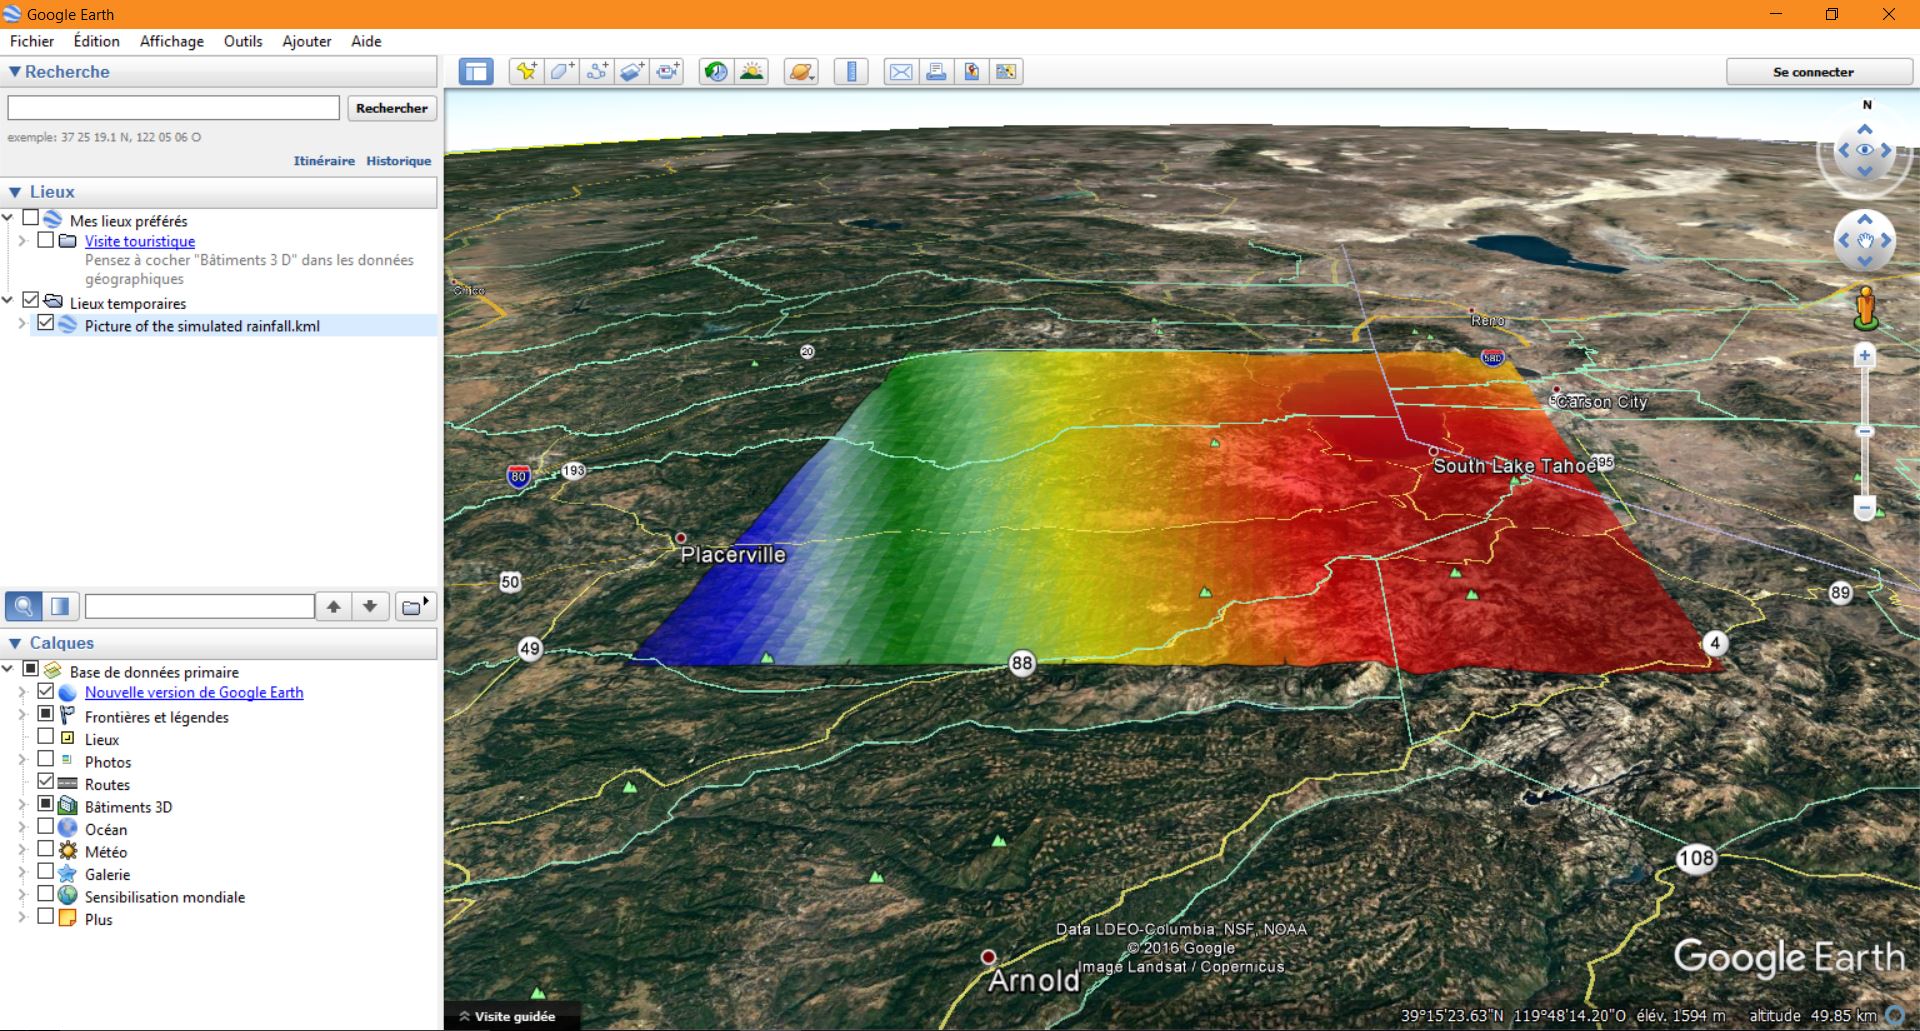 Google Earth
Fichier Édition Affichage Outils Ajouter Aide
Recherche
Rechercher
exemple: 37 25 19.1 N, 122 05 06 O
Itinéraire Historique
Lieux
Mes lieux préférés
Visite touristique
Pensez à cocher "Bâtiments 3 D" dans les données
géographiques
Lieux temporaires
Picture of the simulated rainfall.kml
Calques
Base de données primaire
Nouvelle version de Google Earth
Frontières et légendes
Lieux
Photos
Routes
Bâtiments 3D
Océan
Météo
Galerie
Sensibilisation mondiale
Plus
Se connecter
N
Chico
Reno
20
580
Carson City
80
193
South Lake Tahoe
395
Placerville
50
89
49
88
4
108
Data LDEO-Columbia, NSF, NOAA
© 2016 Google
Image Landsat / Copernicus
Arnold
Google Earth
Visite guidée
39°15'23.63"N 119°48'14.20"O élév. 1594 m altitude 49.85 km